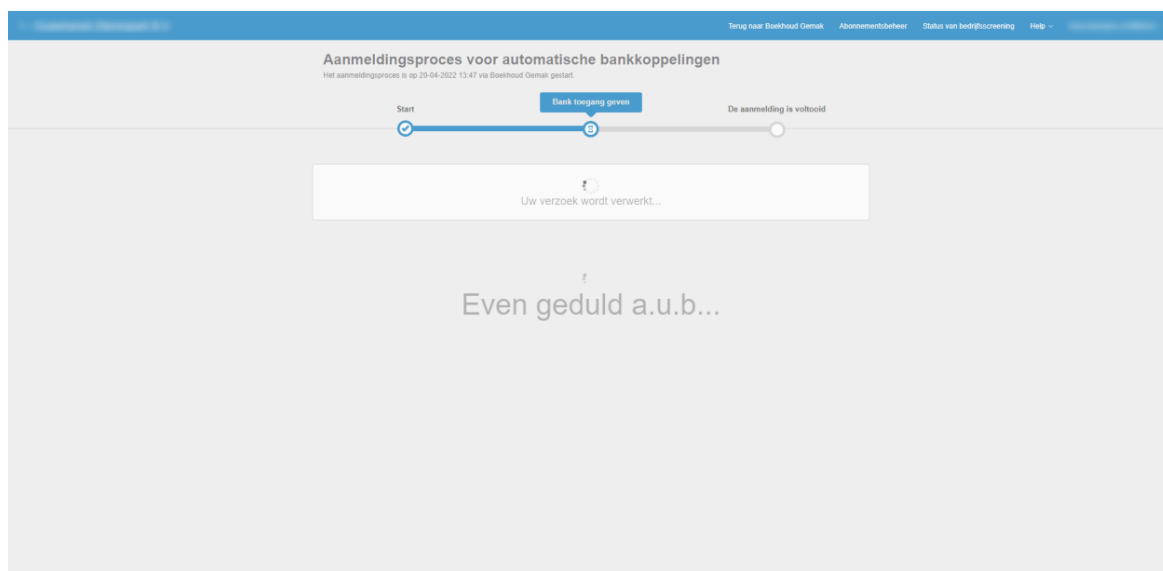 Terug naar Boekhoud Gemak Abonnementsbeheer Status van bedrijfsscreening Help
Aanmeldingsproces voor automatische bankkoppelingen
Het aanmeldingsproces is op 20-04-2022 13:47 via Boekhoud Gemak gestart.
Start Bank toegang geven De aanmelding is voltooid
Uw verzoek wordt verwerkt...
Even geduld a.u.b...